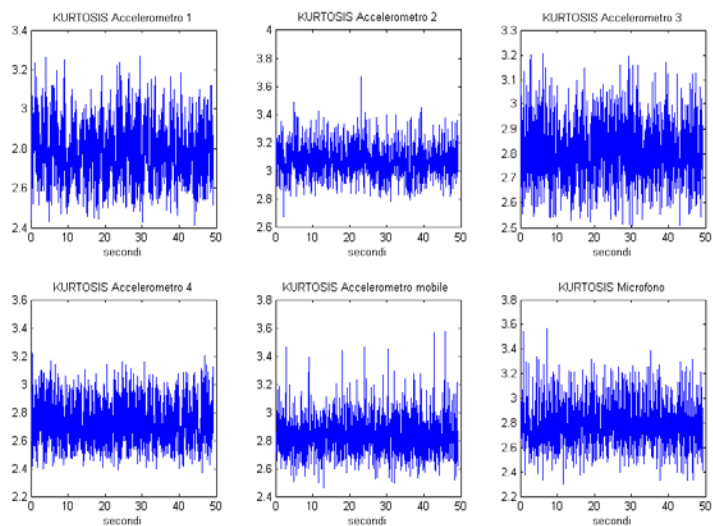 KURTOSIS Accelerometro 1
3.4
3.2
3
2.8
2.6
2.4
0 10 20 30 40 50
secondi
KURTOSIS Accelerometro 2
4
3.8
3.6
3.4
3.2
3
2.8
2.6
0 10 20 30 40 50
secondi
KURTOSIS Accelerometro 3
3.3
3.2
3.1
3
2.9
2.8
2.7
2.6
2.5
0 10 20 30 40 50
secondi
KURTOSIS Accelerometro 4
3.6
3.4
3.2
3
2.8
2.6
2.4
2.2
0 10 20 30 40 50
secondi
KURTOSIS Accelerometro mobile
3.8
3.6
3.4
3.2
3
2.8
2.6
2.4
0 10 20 30 40 50
secondi
KURTOSIS Microfono
3.8
3.6
3.4
3.2
3
2.8
2.6
2.4
2.2
0 10 20 30 40 50
secondi